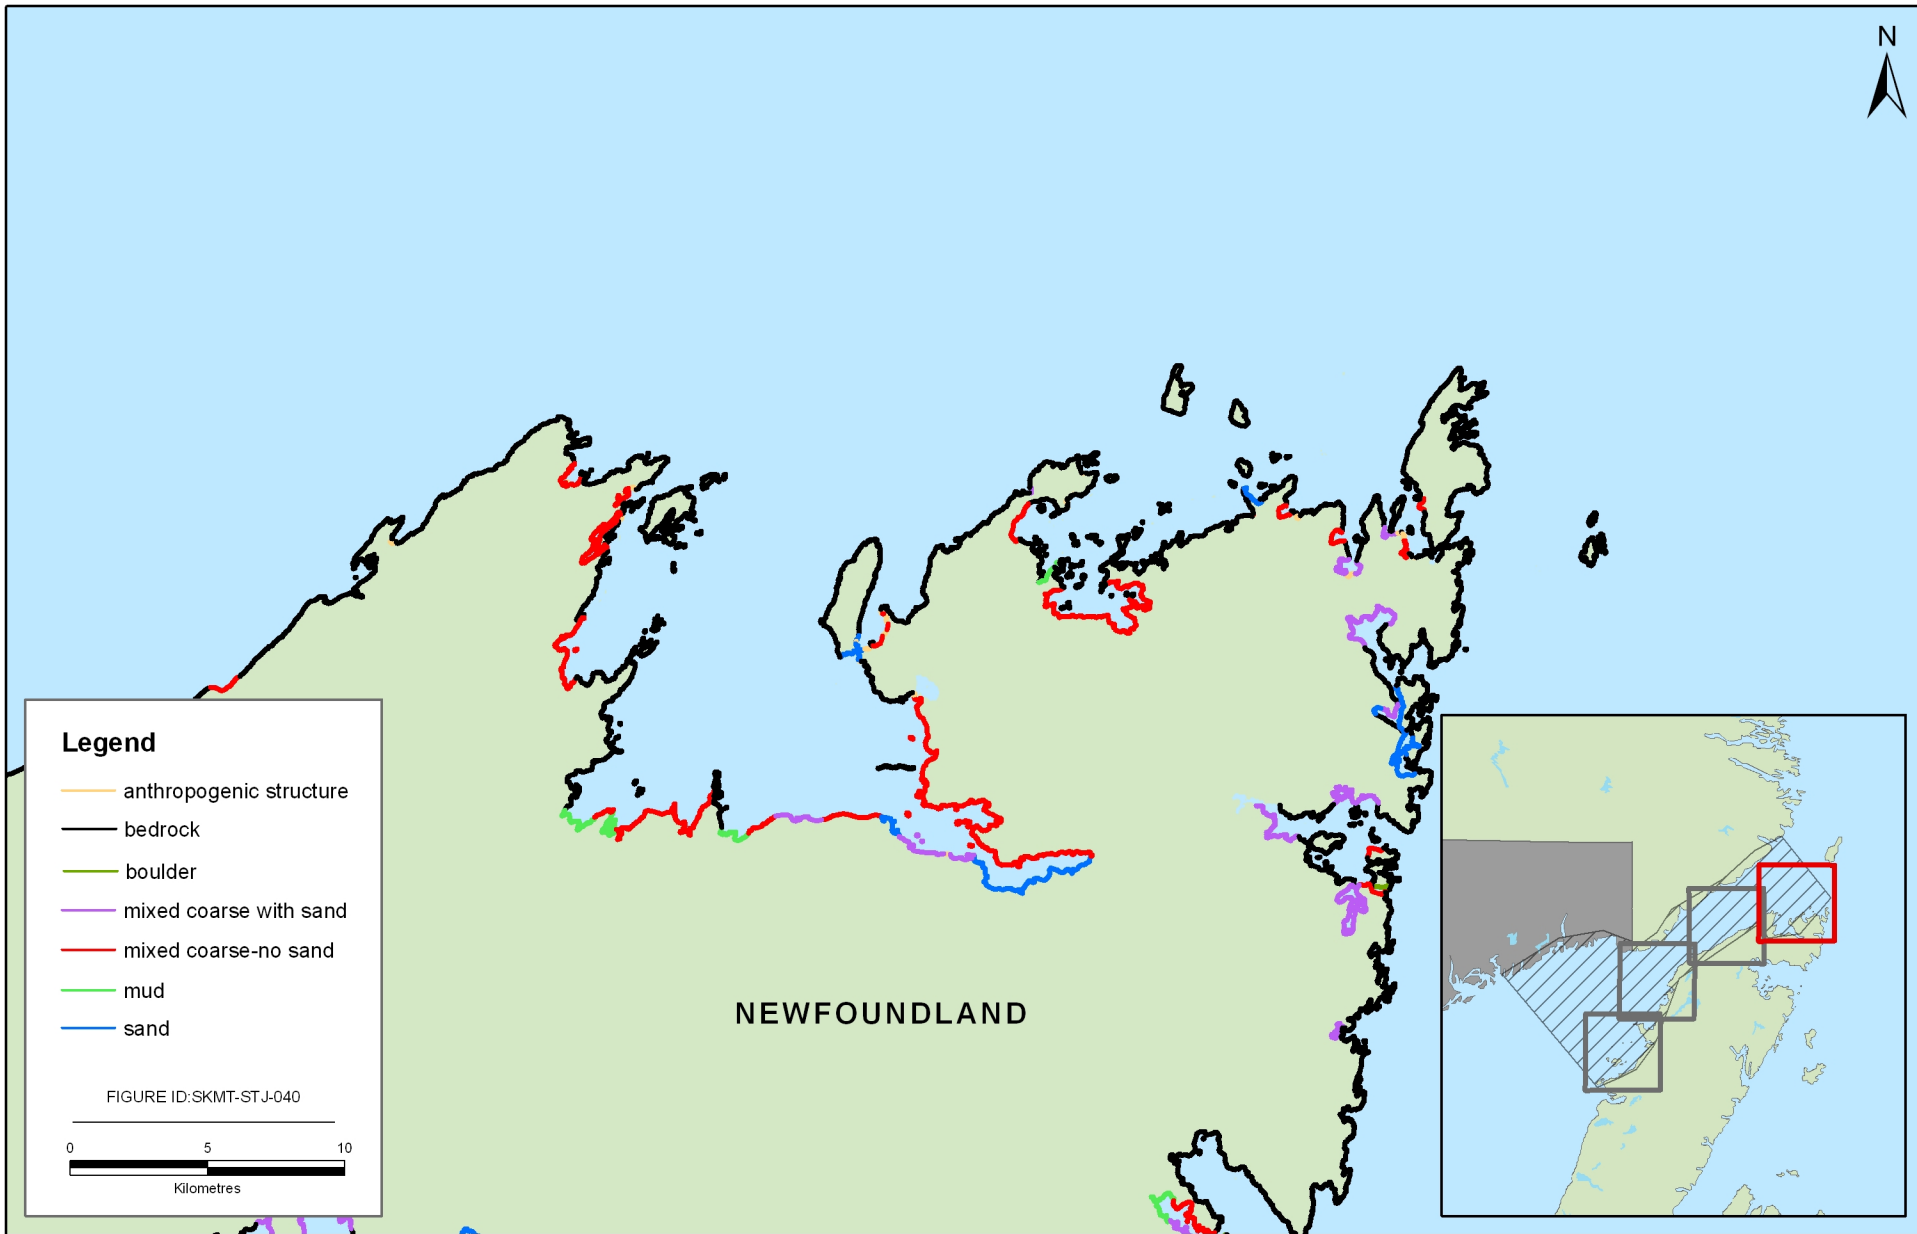 N
NEWFOUNDLAND
Legend
anthropogenic structure
bedrock
boulder
mixed coarse with sand
mixed coarse-no sand
mud
sand
FIGURE ID:SKMT-STJ-040
0 5 10
Kilometres